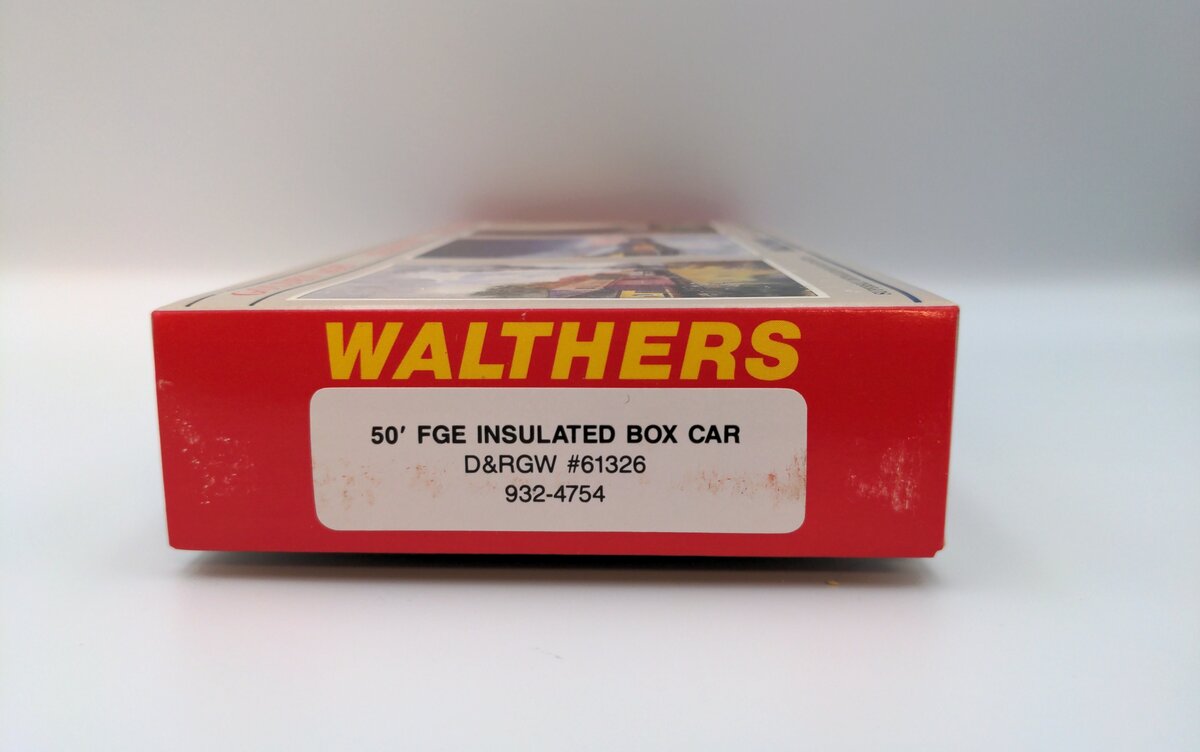 WALTHERS
50' FGE INSULATED BOX CAR
D&RGW #61326
932-4754